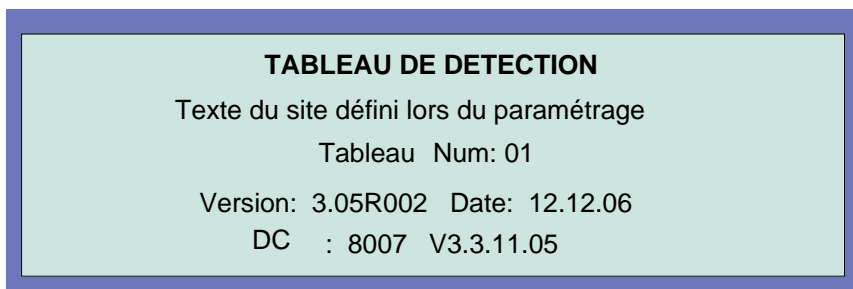 TABLEAU DE DETECTION
Texte du site défini lors du paramétrage
Tableau Num: 01
Version: 3.05R002 Date: 12.12.06
DC : 8007 V3.3.11.05